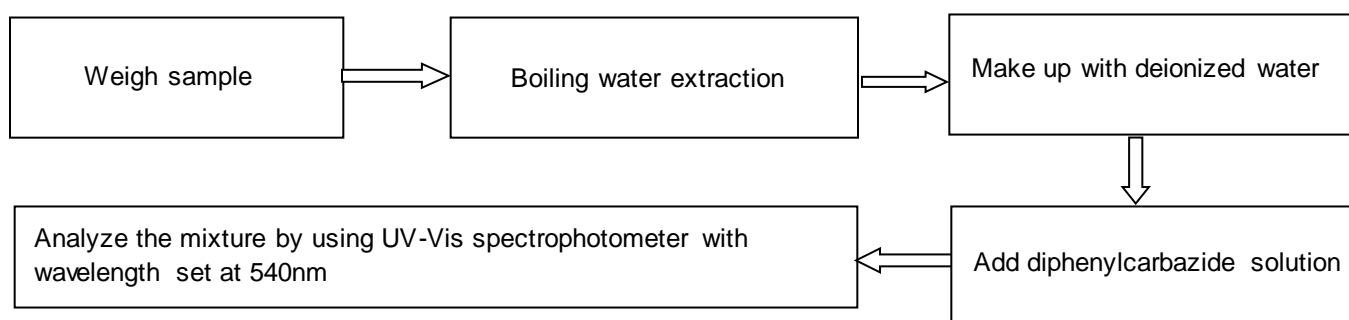 Weigh sample
Boiling water extraction
Make up with deionized water
Add diphenylcarbazide solution
Analyze the mixture by using UV-Vis spectrophotometer with
wavelength set at 540nm